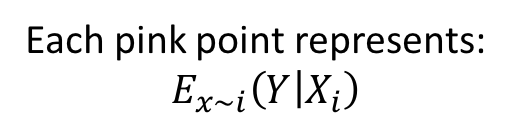 Each pink point represents:
E_{x~i}(Y|X_i)